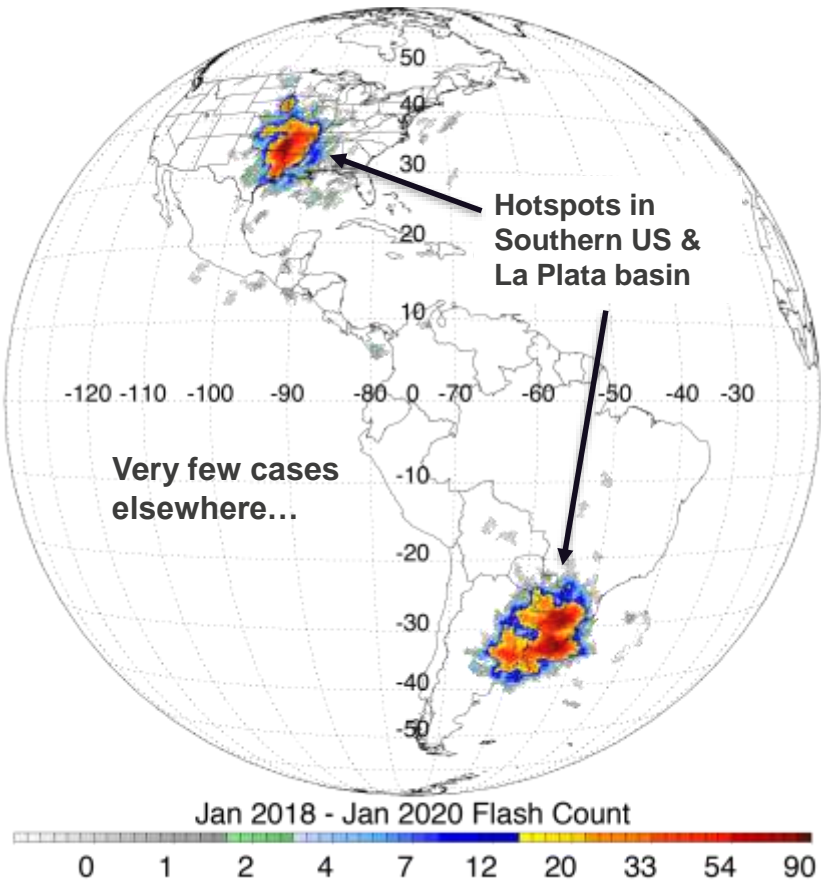 50
40
30
Hotspots in
Southern US &
La Plata basin
20
10
-120 -110 -100 -90 -80 0 -70 -60 -50 -40 -30
Very few cases
elsewhere…
-10
-20
-30
-40
-50
Jan 2018 - Jan 2020 Flash Count
0 1 2 4 7 12 20 33 54 90